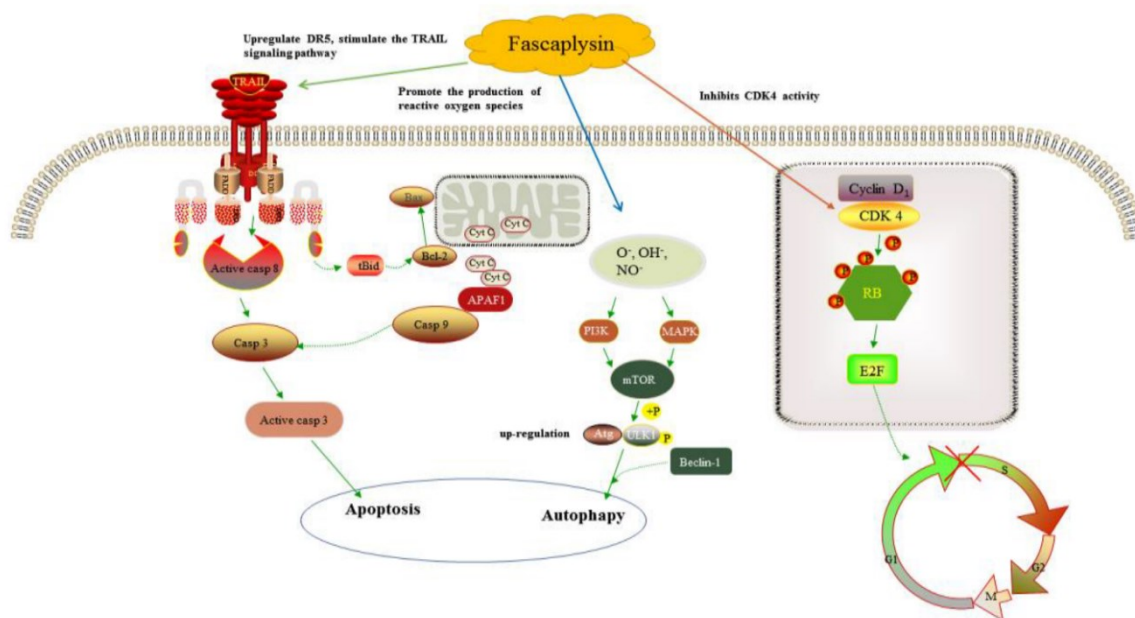 Upregulate DR5, stimulate the TRAIL
signaling pathway
Fascaplysin
Promote the production of
reactive oxygen species
Inhibits CDK4 activity
TRAIL
FADD
FADD
Active casp 8
tBid
Bax
Bcl-2
Cyt C
Cyt C
Cyt C
Cyt C
APAF1
Casp 9
Casp 3
Active casp 3
Apoptosis
O-, OH-,
NO-
PI3K
MAPK
mTOR
+P
up-regulation
Atg
ULK1
P
Beclin-1
Autophapy
Cyclin D1
CDK 4
P
P
P
P
P
RB
E2F
S
G1
G2
M